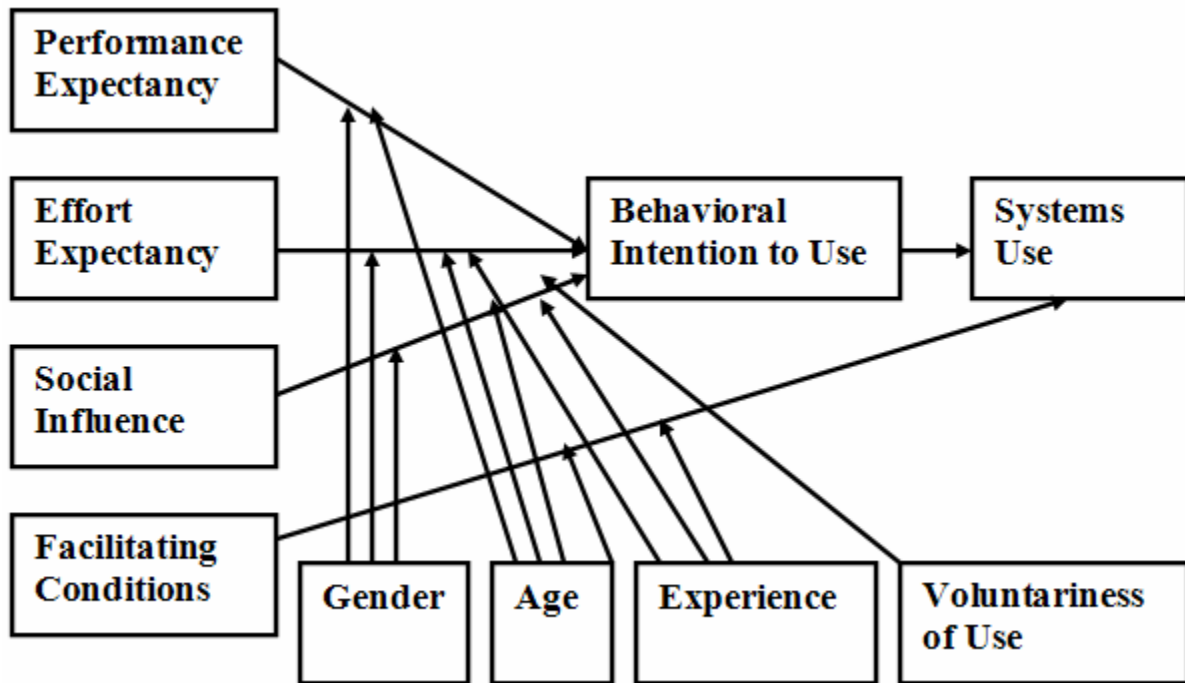 Performance
Expectancy
Effort
Expectancy
Behavioral
Intention to Use
Systems
Use
Social
Influence
Facilitating
Conditions
Gender
Age
Experience
Voluntariness
of Use